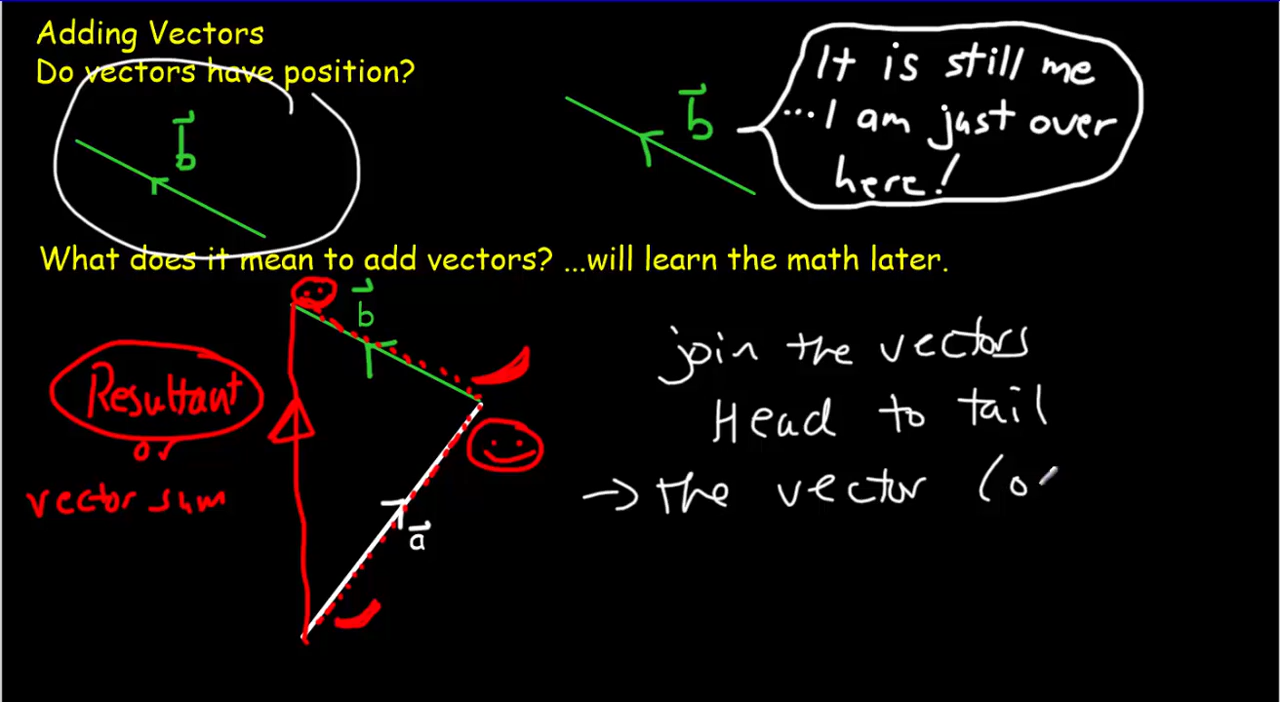 Adding Vectors
Do vectors have position?
b
b
It is still me
...I am just over
here!
What does it mean to add vectors? ...will learn the math later.
b
Resultant
or
vector sum
a
join the vectors
Head to tail
→ the vector (o